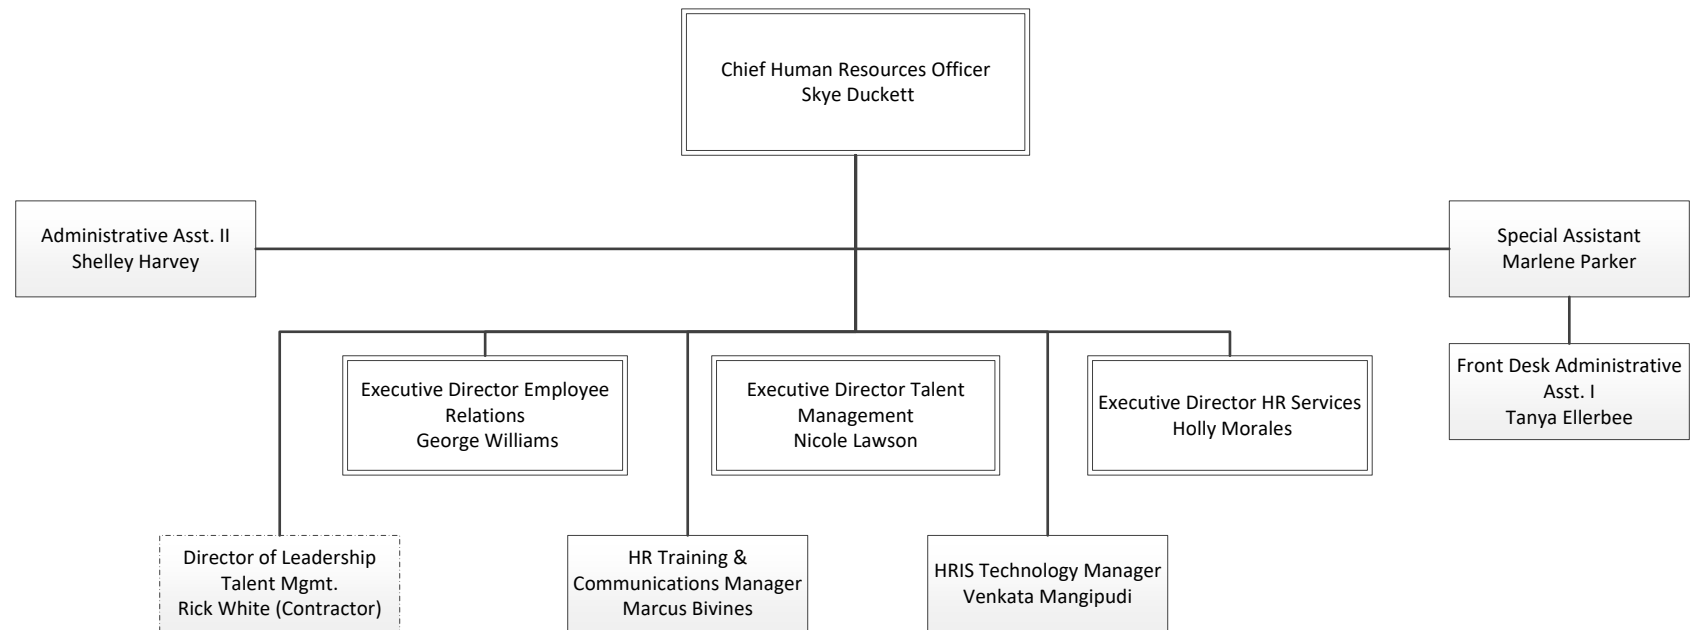 Chief Human Resources Officer
Skye Duckett
Administrative Asst. II
Shelley Harvey
Special Assistant
Marlene Parker
Executive Director Employee
Relations
George Williams
Executive Director Talent
Management
Nicole Lawson
Executive Director HR Services
Holly Morales
Front Desk Administrative
Asst. I
Tanya Ellerbee
Director of Leadership
Talent Mgmt.
Rick White (Contractor)
HR Training &
Communications Manager
Marcus Bivines
HRIS Technology Manager
Venkata Mangipudi